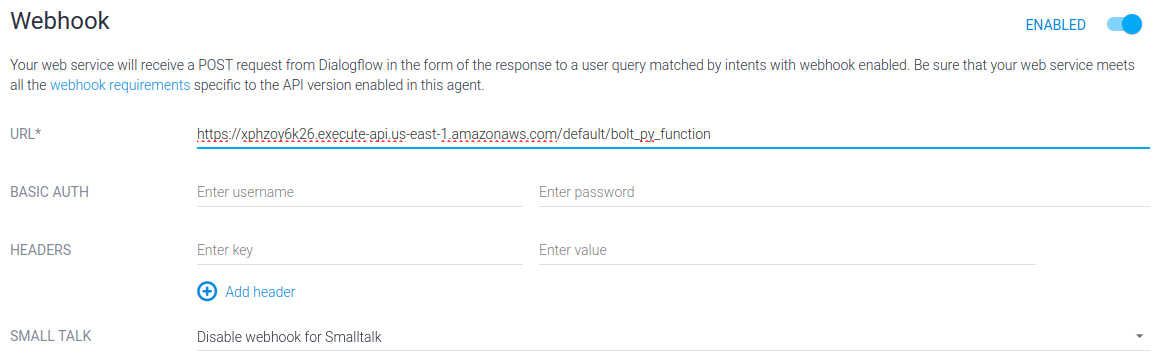 Webhook
ENABLED
Your web service will receive a POST request from Dialogflow in the form of the response to a user query matched by intents with webhook enabled. Be sure that your web service meets
all the webhook requirements specific to the API version enabled in this agent.
URL* https://xphzoy6k26.execute-api.us-east-1.amazonaws.com/default/bolt_py_function
BASIC AUTH Enter username Enter password
HEADERS Enter key Enter value
Add header
SMALL TALK Disable webhook for Smalltalk